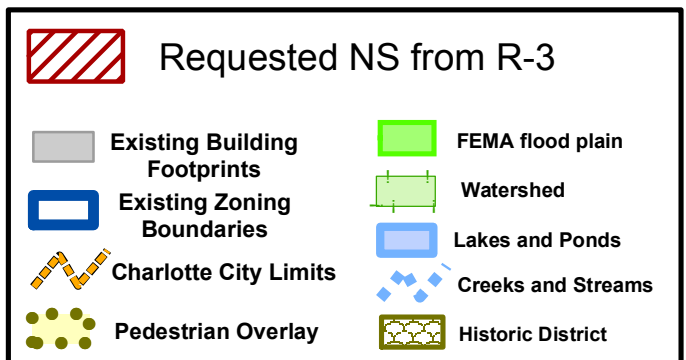 Requested NS from R-3
Existing Building
Footprints
Existing Zoning
Boundaries
Charlotte City Limits
Pedestrian Overlay
FEMA flood plain
Watershed
Lakes and Ponds
Creeks and Streams
Historic District